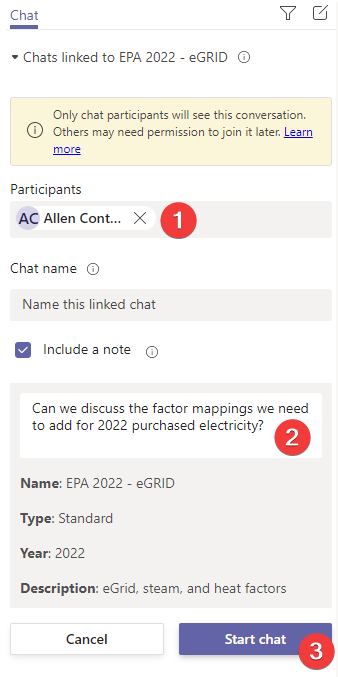 Chat
Chats linked to EPA 2022 - eGRID
Only chat participants will see this conversation.
Others may need permission to join it later. Learn
more
Participants
AC Allen Cont... 1
Chat name
Name this linked chat
Include a note
Can we discuss the factor mappings we need
to add for 2022 purchased electricity? 2
Name: EPA 2022 - eGRID
Type: Standard
Year: 2022
Description: eGrid, steam, and heat factors
Cancel Start chat 3